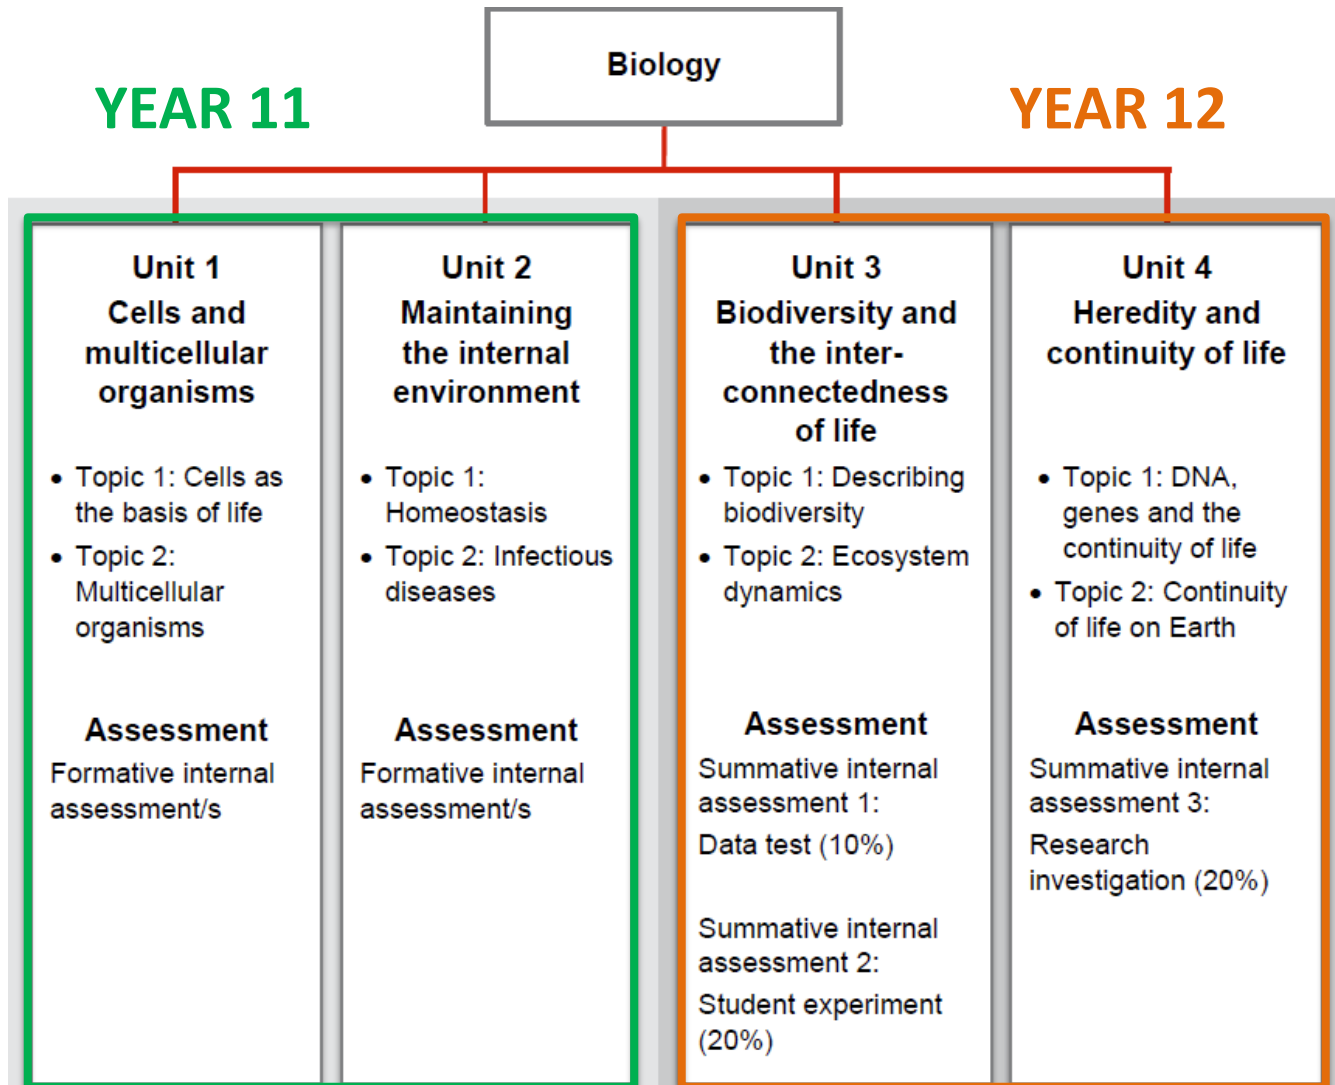 Biology
YEAR 11
YEAR 12
Unit 1
Cells and
multicellular
organisms
• Topic 1: Cells as
the basis of life
• Topic 2:
Multicellular
organisms
Assessment
Formative internal
assessment/s
Unit 2
Maintaining
the internal
environment
• Topic 1:
Homeostasis
• Topic 2: Infectious
diseases
Assessment
Formative internal
assessment/s
Unit 3
Biodiversity and
the inter-
connectedness
of life
• Topic 1: Describing
biodiversity
• Topic 2: Ecosystem
dynamics
Assessment
Summative internal
assessment 1:
Data test (10%)
Summative internal
assessment 2:
Student experiment
(20%)
Unit 4
Heredity and
continuity of life
• Topic 1: DNA,
genes and the
continuity of life
• Topic 2: Continuity
of life on Earth
Assessment
Summative internal
assessment 3:
Research
investigation (20%)